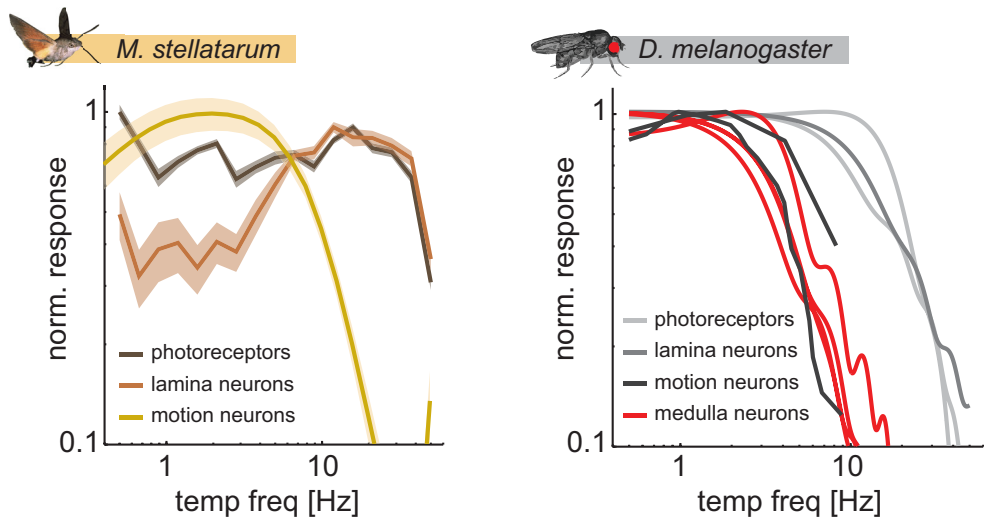 M. stellatarum
1
norm. response
0.1
photoreceptors
lamina neurons
motion neurons
1
10
temp freq [Hz]
D. melanogaster
1
norm. response
0.1
photoreceptors
lamina neurons
motion neurons
medulla neurons
1
10
temp freq [Hz]